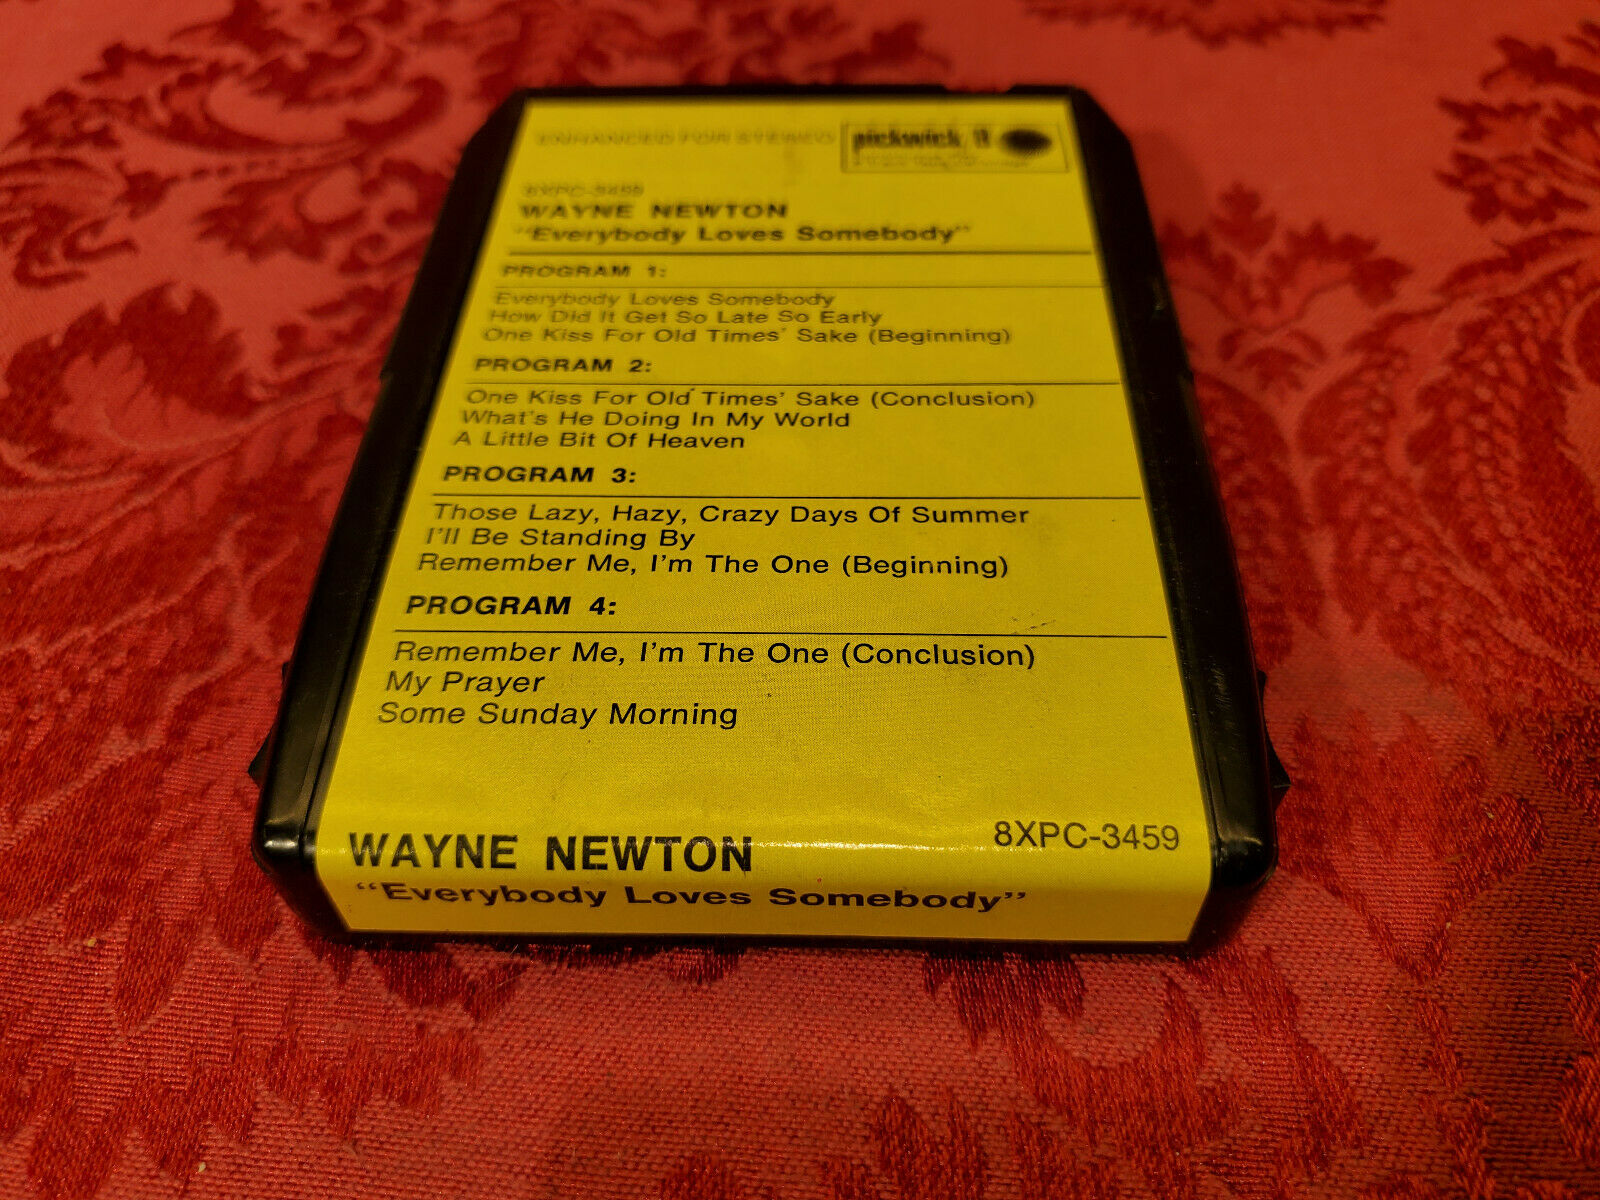 ENHANCED FOR STEREO
pickwick/8
8XPC-3459
WAYNE NEWTON
"Everybody Loves Somebody"
PROGRAM 1:
Everybody Loves Somebody
How Did It Get So Late So Early
One Kiss For Old Times' Sake (Beginning)
PROGRAM 2:
One Kiss For Old Times' Sake (Conclusion)
What's He Doing In My World
A Little Bit Of Heaven
PROGRAM 3:
Those Lazy, Hazy, Crazy Days Of Summer
I'll Be Standing By
Remember Me, I'm The One (Beginning)
PROGRAM 4:
Remember Me, I'm The One (Conclusion)
My Prayer
Some Sunday Morning
WAYNE NEWTON
8XPC-3459
"Everybody Loves Somebody"